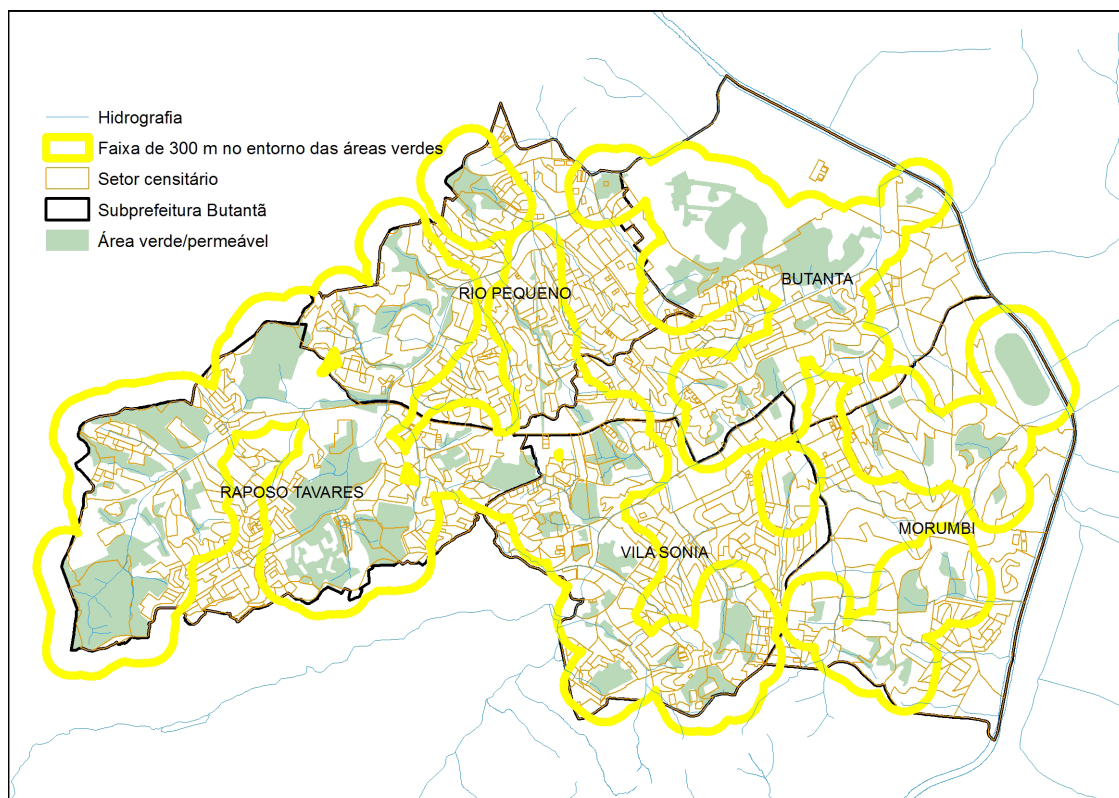 Hidrografia
Faixa de 300 m no entorno das áreas verdes
Setor censitário
Subprefeitura Butantã
Área verde/permeável
BUTANTA
RIO PEQUENO
RAPOSO TAVARES
MORUMBI
VILA SONIA